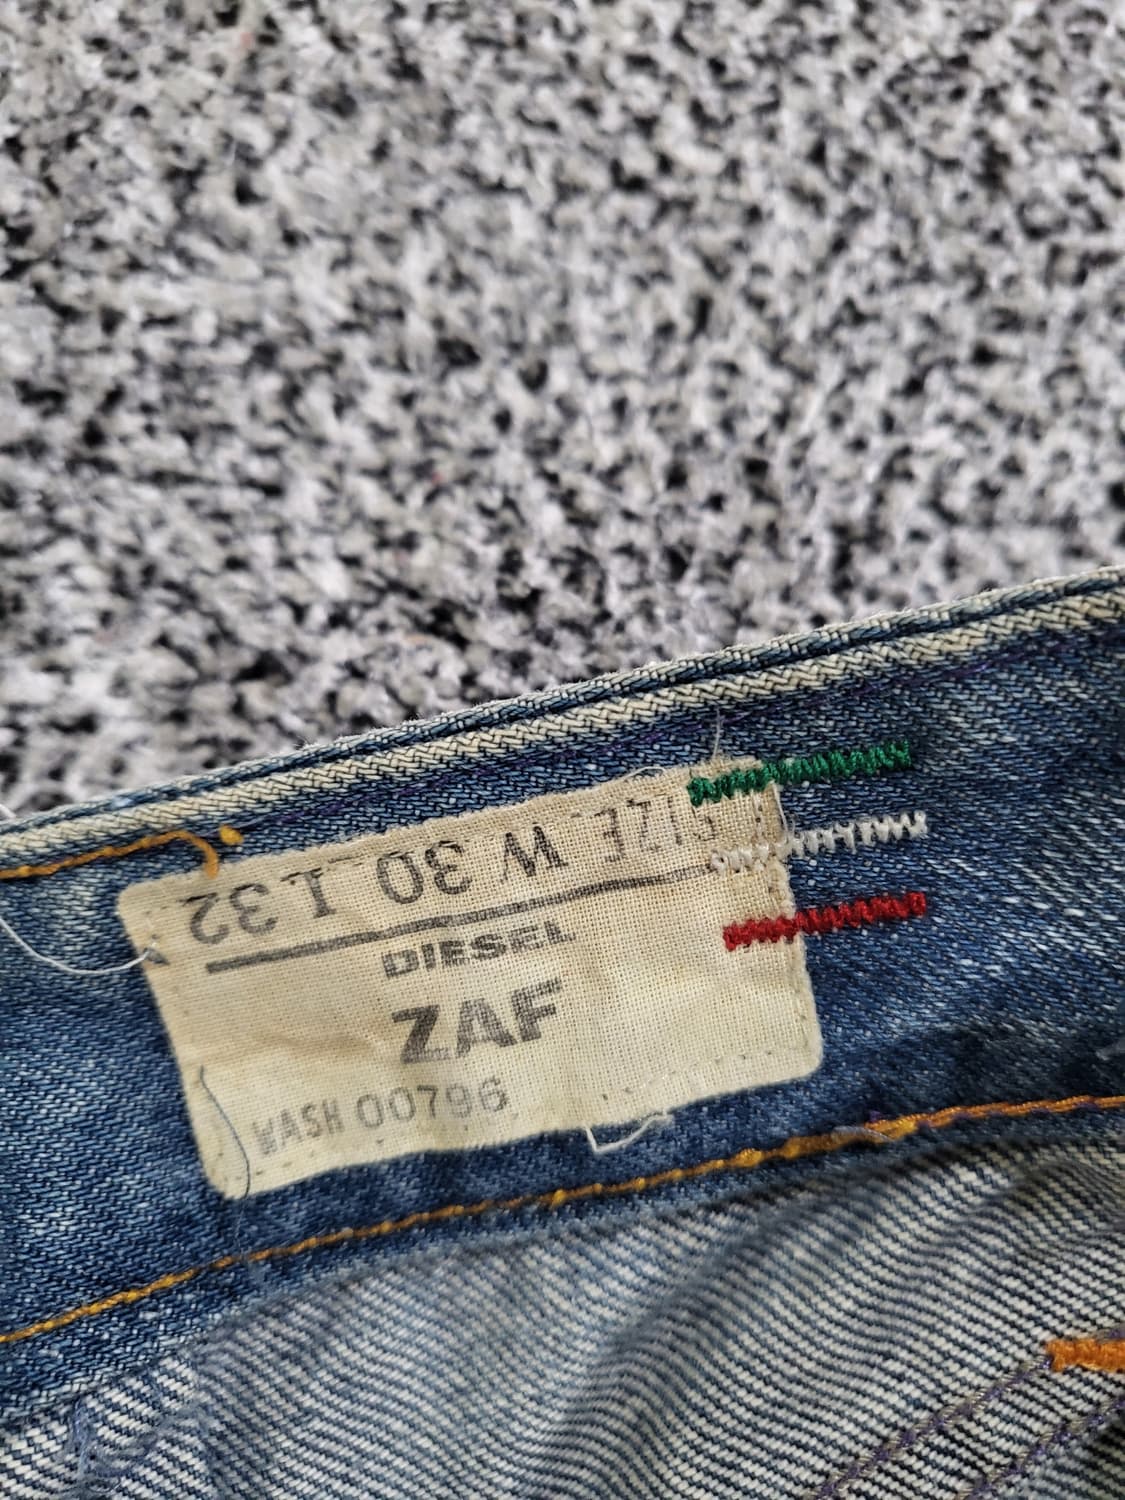 SIZE W 30 L 32
DIESEL
ZAF
WASH 00796